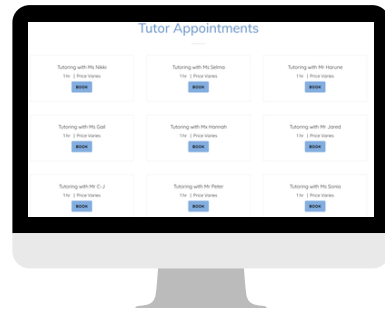 Tutor Appointments
Tutoring with Ms Nikki
1 hr | Price Varies
BOOK
Tutoring with Ms Selma
1 hr | Price Varies
BOOK
Tutoring with Mr Harune
1 hr | Price Varies
BOOK
Tutoring with Ms Gail
1 hr | Price Varies
BOOK
Tutoring with Mx Hannah
1 hr | Price Varies
BOOK
Tutoring with Mr Jared
1 hr | Price Varies
BOOK
Tutoring with Mr C-J
1 hr | Price Varies
BOOK
Tutoring with Mr Peter
1 hr | Price Varies
BOOK
Tutoring with Ms
1 hr | Price Varies
BOOK